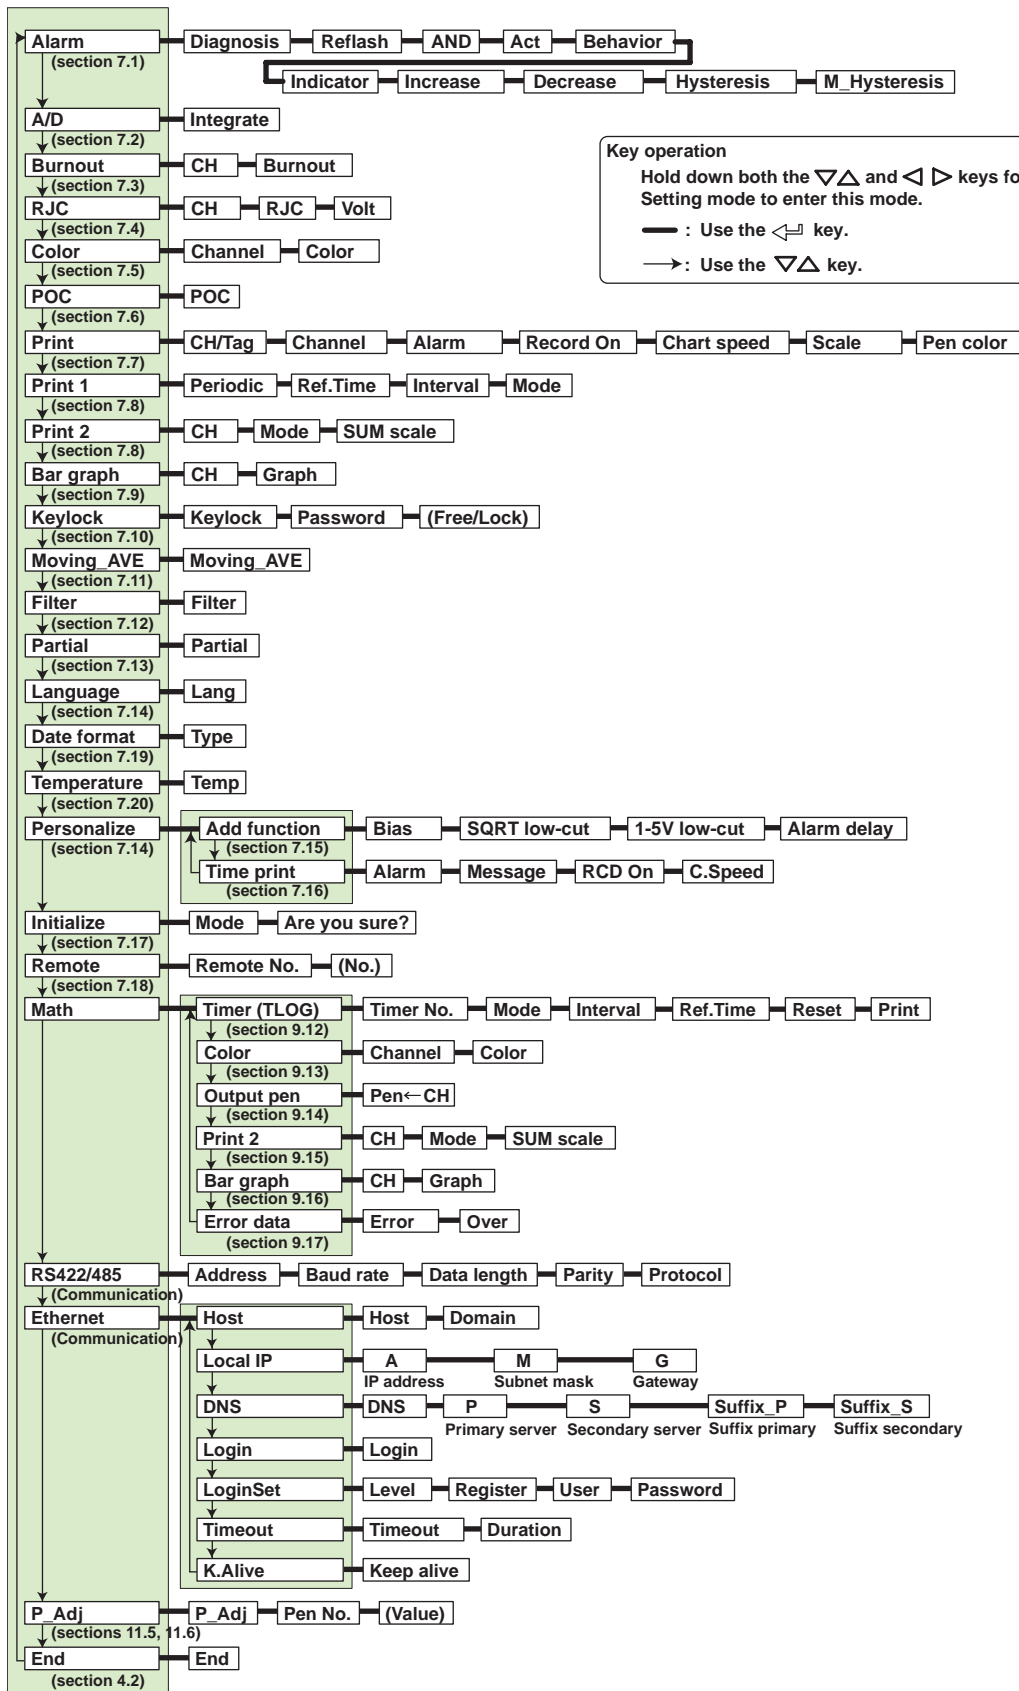 Alarm Diagnosis Reflash AND Act Behavior
(section 7.1)
Indicator Increase Decrease Hysteresis M_Hysteresis
A/D Integrate
(section 7.2)
Key operation
Hold down both the ▽△ and ◁ ▷ keys fo
Setting mode to enter this mode.
: Use the key.
: Use the ▽△ key.
Burnout CH Burnout
(section 7.3)
RJC CH RJC Volt
(section 7.4)
Color Channel Color
(section 7.5)
POC POC
(section 7.6)
Print CH/Tag Channel Alarm Record On Chart speed Scale Pen color
(section 7.7)
Print 1 Periodic Ref.Time Interval Mode
(section 7.8)
Print 2 CH Mode SUM scale
(section 7.8)
Bar graph CH Graph
(section 7.9)
Keylock Keylock Password (Free/Lock)
(section 7.10)
Moving_AVE Moving_AVE
(section 7.11)
Filter Filter
(section 7.12)
Partial Partial
(section 7.13)
Language Lang
(section 7.14)
Date format Type
(section 7.19)
Temperature Temp
(section 7.20)
Personalize Add function Bias SQRT low-cut 1-5V low-cut Alarm delay
(section 7.14) (section 7.15)
Time print Alarm Message RCD On C.Speed
(section 7.16)
Initialize Mode Are you sure?
(section 7.17)
Remote Remote No. (No.)
(section 7.18)
Math Timer (TLOG) Timer No. Mode Interval Ref.Time Reset Print
(section 9.12)
Color Channel Color
(section 9.13)
Output pen Pen←CH
(section 9.14)
Print 2 CH Mode SUM scale
(section 9.15)
Bar graph CH Graph
(section 9.16)
Error data Error Over
(section 9.17)
RS422/485 Address Baud rate Data length Parity Protocol
(Communication)
Ethernet Host Host Domain
(Communication)
Local IP A M G
IP address Subnet mask Gateway
DNS DNS P S Suffix_P Suffix_S
Primary server Secondary server Suffix primary Suffix secondary
Login Login
LoginSet Level Register User Password
Timeout Timeout Duration
K.Alive Keep alive
P_Adj P_Adj Pen No. (Value)
(sections 11.5, 11.6)
End End
(section 4.2)